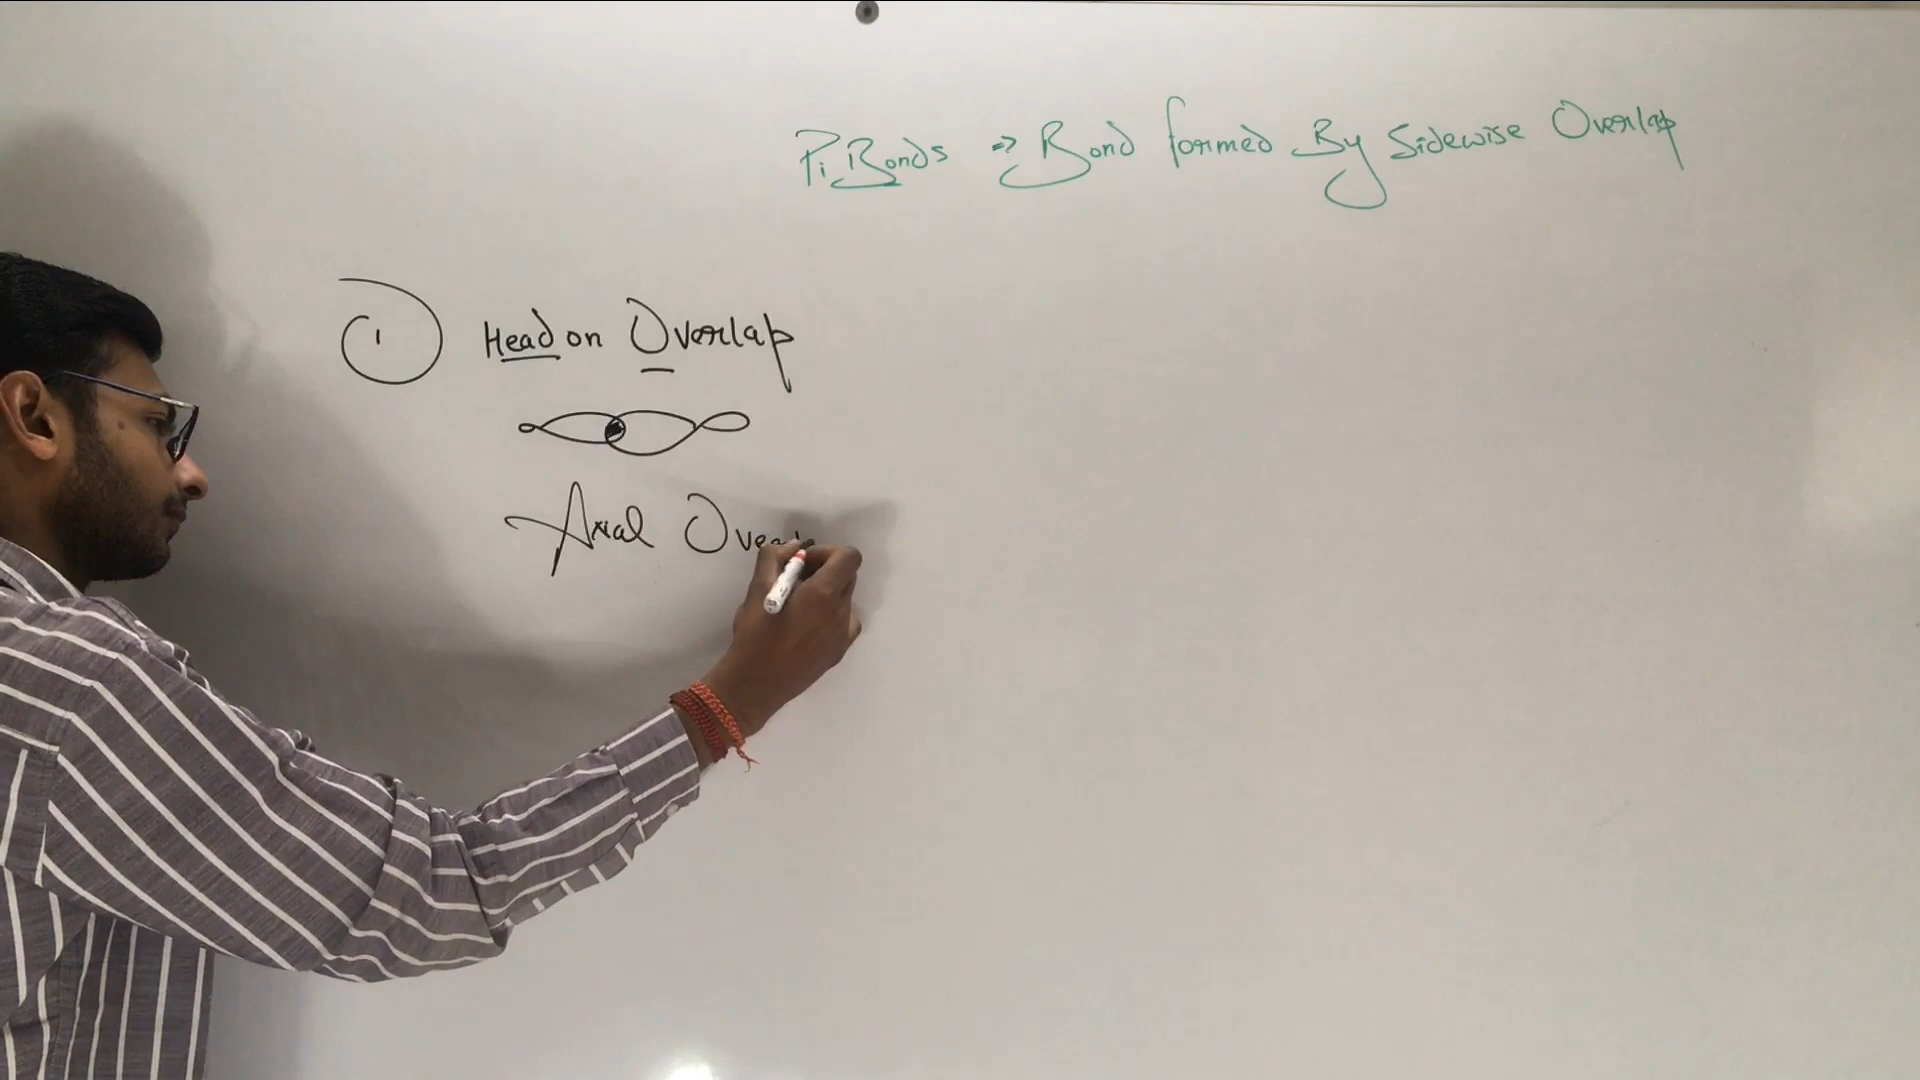 Pi Bonds => Bond formed By Sidewise Overlap
1 Head on Overlap
Axial